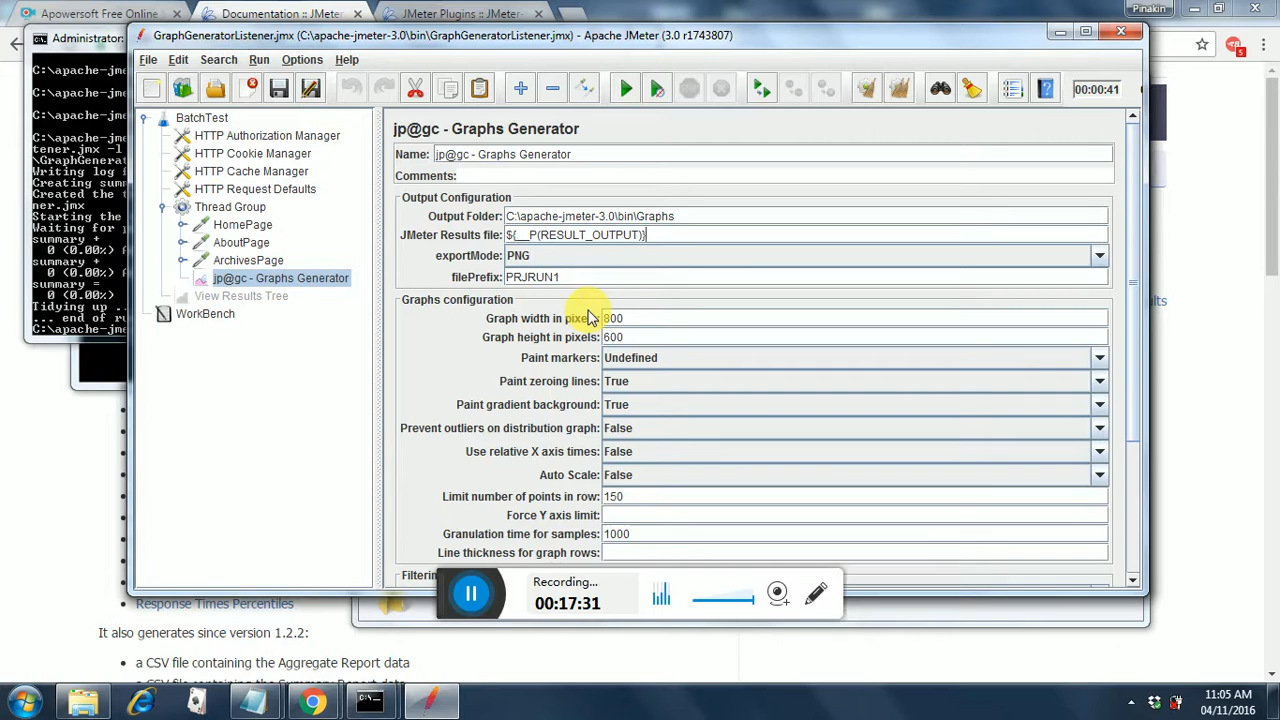 Apowersoft Free Online S
Documentation :: JMeter
JMeter Plugins :: JMeter-
Pinakin
Administrator:
C:\apache-jme
C:\apache-jme
C:\apache-jme
C:\apache-jme
tener.jmx -l
\GraphGenerat
Writing log f
Creating summ
Created the t
ner.jmx
Starting the
Waiting for p
summary +
0 (0.00%)
summary +
0 (0.00%)
summary =
0 (0.00%)
Tidying up ..
... end of ru
C:\apache-jme
GraphGeneratorListener.jmx (C:\apache-jmeter-3.0\bin\GraphGeneratorListener.jmx) - Apache JMeter (3.0 r1743807)
File Edit Search Run Options Help
00:00:41
BatchTest
HTTP Authorization Manager
HTTP Cookie Manager
HTTP Cache Manager
HTTP Request Defaults
Thread Group
HomePage
AboutPage
ArchivesPage
jp@gc - Graphs Generator
View Results Tree
WorkBench
jp@gc - Graphs Generator
Name: jp@gc - Graphs Generator
Comments:
Output Configuration
Output Folder: C:\apache-jmeter-3.0\bin\Graphs
JMeter Results file: ${__P(RESULT_OUTPUT)}
exportMode: PNG
filePrefix: PRJRUN1
Graphs configuration
Graph width in pixels: 800
Graph height in pixels: 600
Paint markers: Undefined
Paint zeroing lines: True
Paint gradient background: True
Prevent outliers on distribution graph: False
Use relative X axis times: False
Auto Scale: False
Limit number of points in row: 150
Force Y axis limit:
Granulation time for samples: 1000
Line thickness for graph rows:
Filtering
Recording...
00:17:31
5
ts
Response Times Percentiles
It also generates since version 1.2.2:
a CSV file containing the Aggregate Report data
11:05 AM
04/11/2016